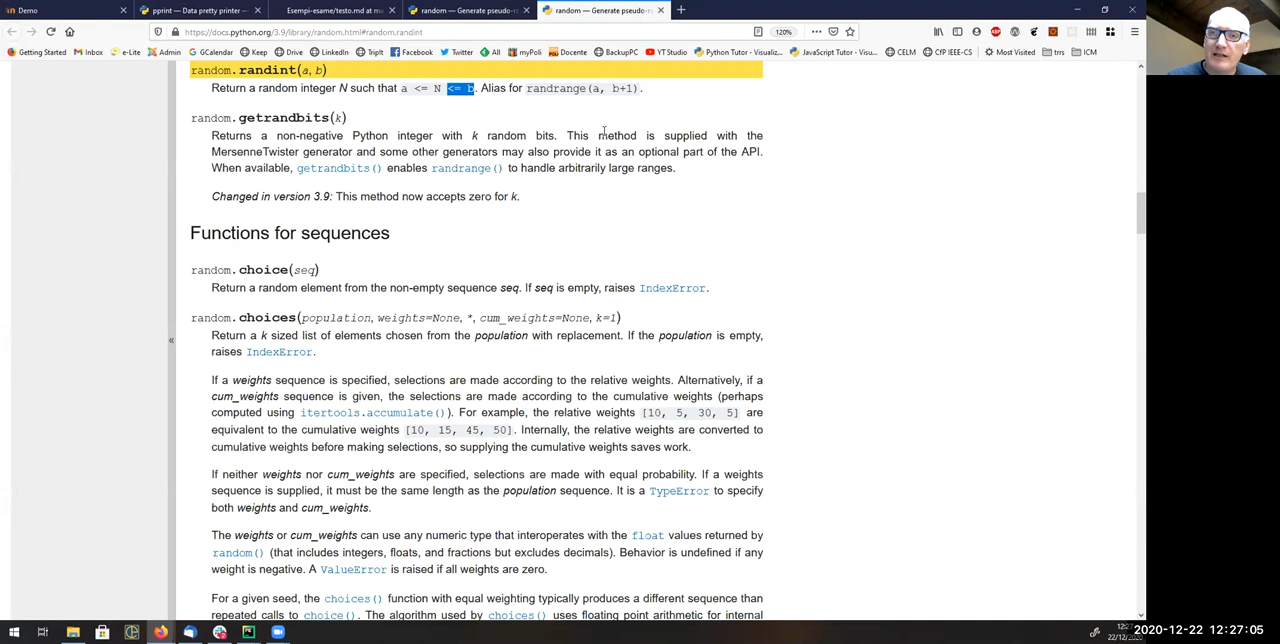 Demo
pprint — Data pretty printer —
Esempi-esame/testo.md at ma
random — Generate pseudo-ra
random — Generate pseudo-ra
https://docs.python.org/3.9/library/random.html#random.randint
120%
Getting Started
Inbox
e-Lite
Admin
GCalendar
Keep
Drive
LinkedIn
TripIt
Facebook
Twitter
All
myPoli
Docente
BackupPC
YT Studio
Python Tutor - Visualiz...
JavaScript Tutor - Visu...
CELM
CfP IEEE-CS
Most Visited
trrs
ICM
random.randint(a, b)
Return a random integer N such that a <= N <= b. Alias for randrange(a, b+1).
random.getrandbits(k)
Returns a non-negative Python integer with k random bits. This method is supplied with the
MersenneTwister generator and some other generators may also provide it as an optional part of the API.
When available, getrandbits() enables randrange() to handle arbitrarily large ranges.
Changed in version 3.9: This method now accepts zero for k.
Functions for sequences
random.choice(seq)
Return a random element from the non-empty sequence seq. If seq is empty, raises IndexError.
random.choices(population, weights=None, *, cum_weights=None, k=1)
Return a k sized list of elements chosen from the population with replacement. If the population is empty,
raises IndexError.
If a weights sequence is specified, selections are made according to the relative weights. Alternatively, if a
cum_weights sequence is given, the selections are made according to the cumulative weights (perhaps
computed using itertools.accumulate()). For example, the relative weights [10, 5, 30, 5] are
equivalent to the cumulative weights [10, 15, 45, 50]. Internally, the relative weights are converted to
cumulative weights before making selections, so supplying the cumulative weights saves work.
If neither weights nor cum_weights are specified, selections are made with equal probability. If a weights
sequence is supplied, it must be the same length as the population sequence. It is a TypeError to specify
both weights and cum_weights.
The weights or cum_weights can use any numeric type that interoperates with the float values returned by
random() (that includes integers, floats, and fractions but excludes decimals). Behavior is undefined if any
weight is negative. A ValueError is raised if all weights are zero.
For a given seed, the choices() function with equal weighting typically produces a different sequence than
repeated calls to choice(). The algorithm used by choices() uses floating point arithmetic for internal
«
2020-12-22 12:27:05
22/12/2020